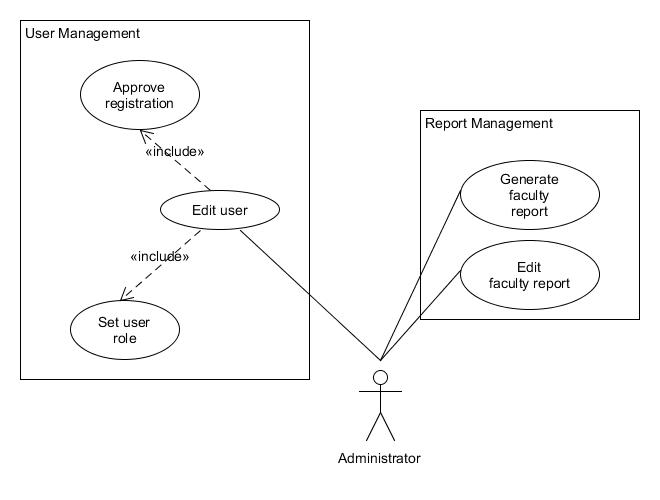 User Management
Approve
registration
«include»
Edit user
«include»
Set user
role
Report Management
Generate
faculty
report
Edit
faculty report
Administrator